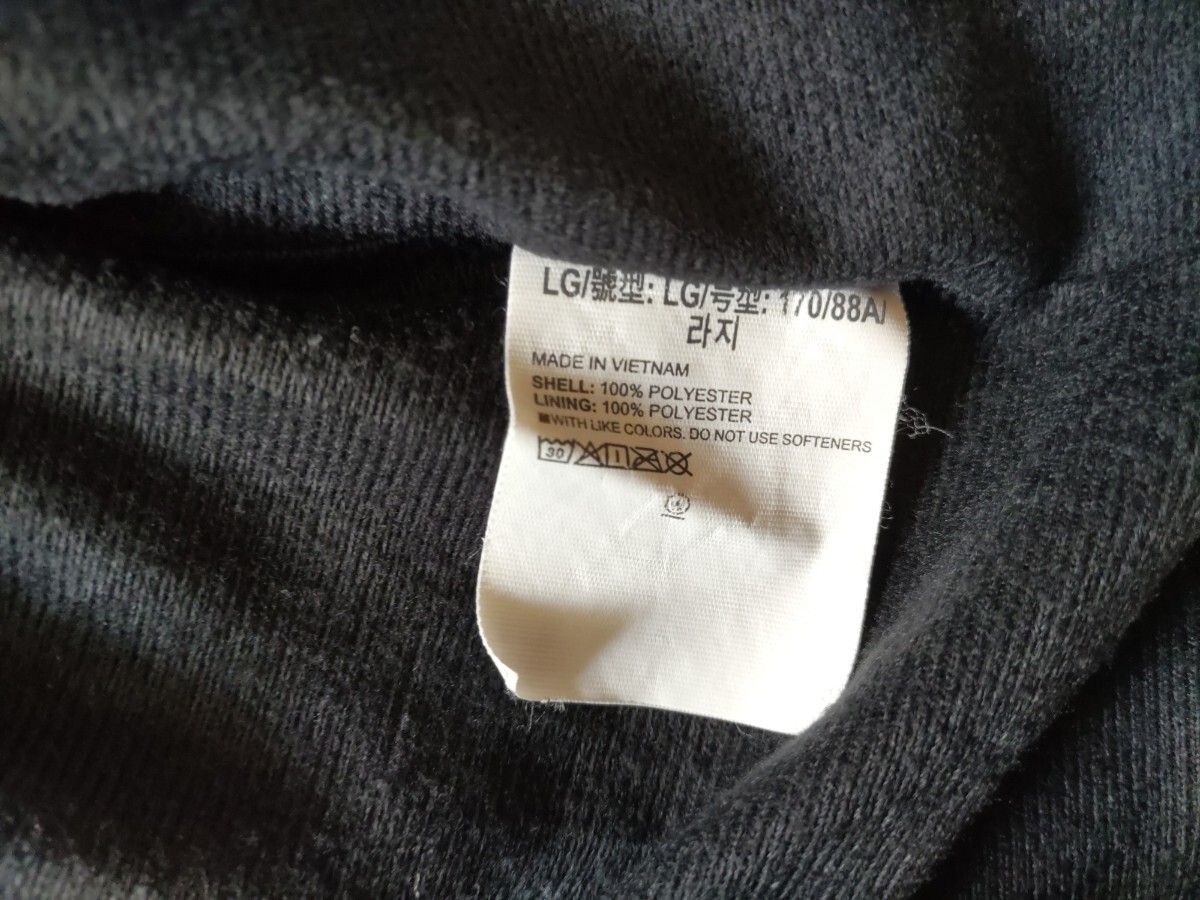 LG/號型: LG/号型: 170/88A/
라지
MADE IN VIETNAM
SHELL: 100% POLYESTER
LINING: 100% POLYESTER
■WITH LIKE COLORS. DO NOT USE SOFTENERS
30